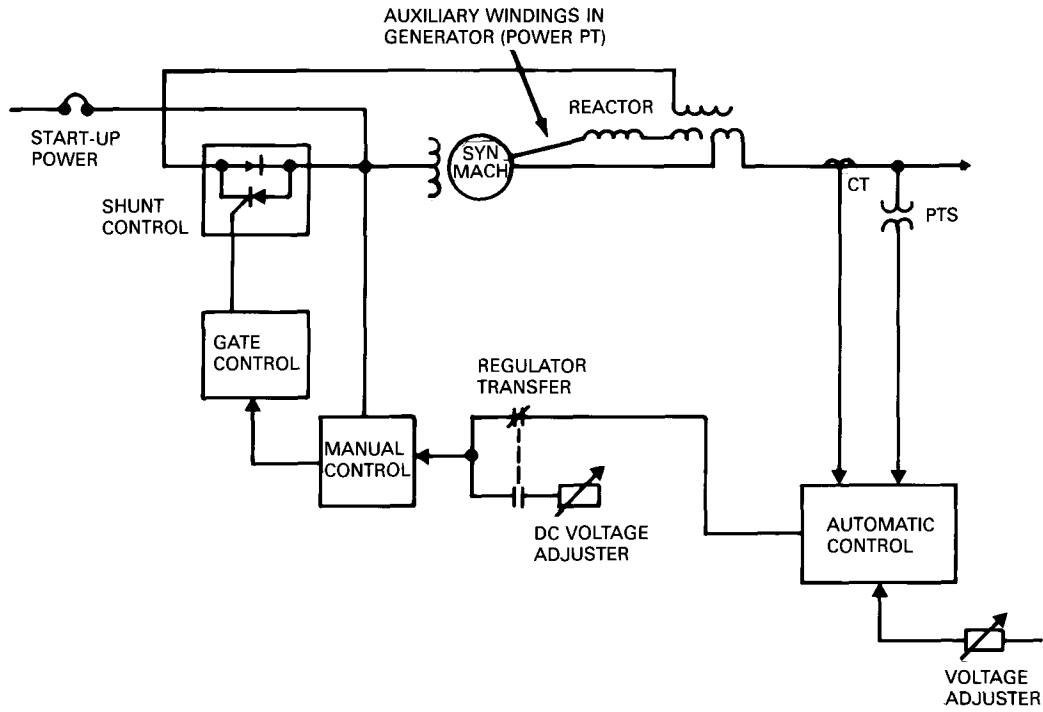 AUXILIARY WINDINGS IN
GENERATOR (POWER PT)
REACTOR
START-UP
POWER
SYN
MACH
CT
SHUNT
CONTROL
PTS
GATE
CONTROL
REGULATOR
TRANSFER
MANUAL
CONTROL
DC VOLTAGE
ADJUSTER
AUTOMATIC
CONTROL
VOLTAGE
ADJUSTER